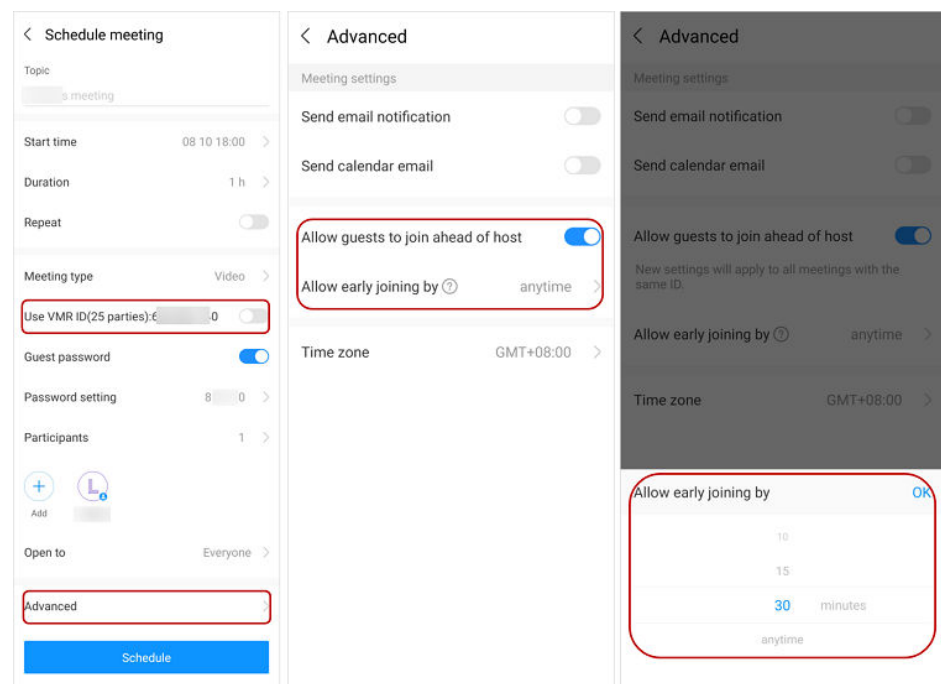 Schedule meeting
Topic
s meeting
Start time 08 10 18:00
Duration 1 h
Repeat
Meeting type Video
Use VMR ID(25 parties):6 0
Guest password
Password setting 8 0
Participants 1
L
Add
Open to Everyone
Advanced
Schedule
Advanced
Meeting settings
Send email notification
Send calendar email
Allow guests to join ahead of host
Allow early joining by ? anytime
Time zone GMT+08:00
Advanced
Meeting settings
Send email notification
Send calendar email
Allow guests to join ahead of host
New settings will apply to all meetings with the
same ID.
Allow early joining by ? anytime
Time zone GMT+08:00
Allow early joining by OK
10
15
30 minutes
anytime